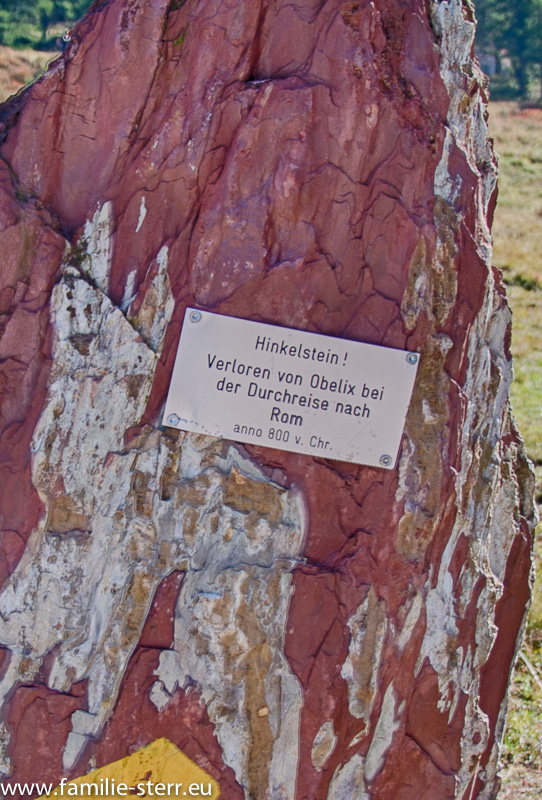 Hinkelstein!
Verloren von Obelix bei
der Durchreise nach
Rom
anno 800 v. Chr.
www.familie-sterr.eu